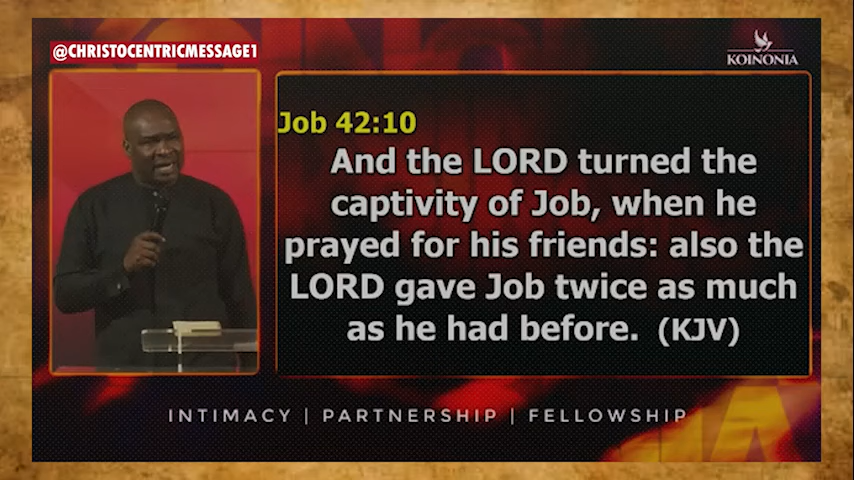 @CHRISTOCENTRICMESSAGE1
KOINONIA
Job 42:10
And the LORD turned the
captivity of Job, when he
prayed for his friends: also the
LORD gave Job twice as much
as he had before. (KJV)
INTIMACY | PARTNERSHIP | FELLOWSHIP